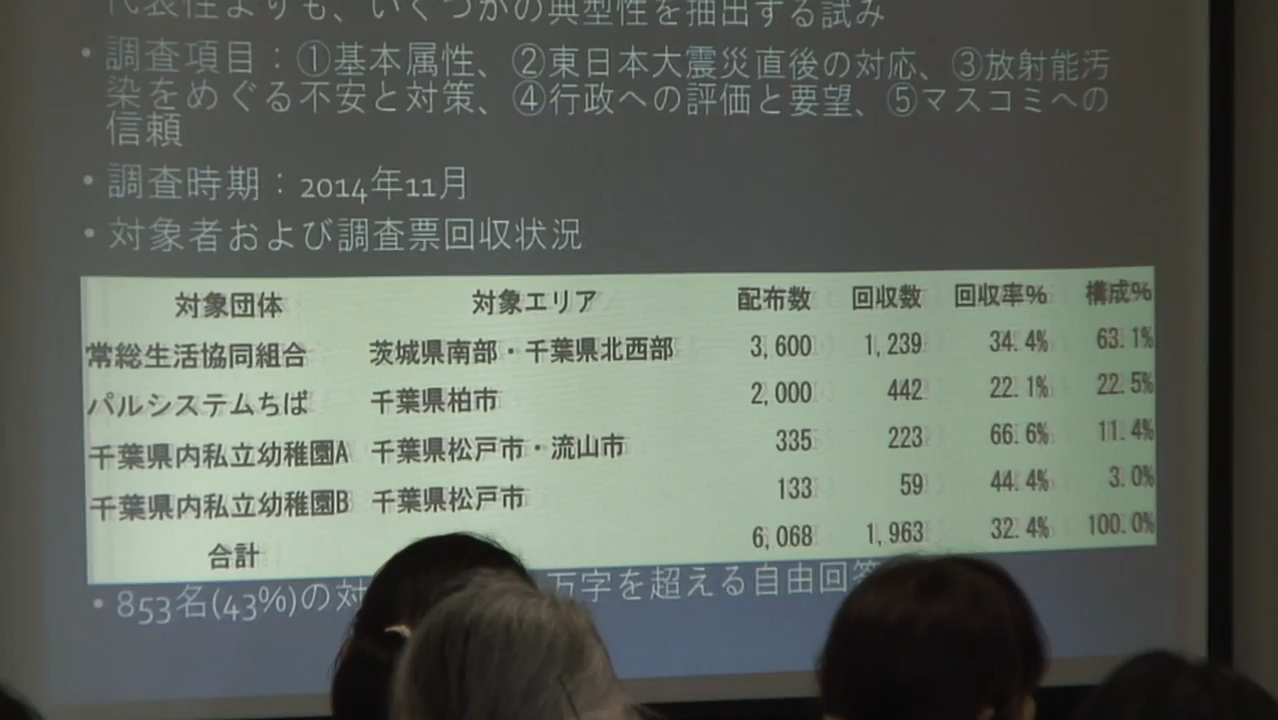 代表性よりも、いくつかの典型性を抽出する試み
• 調査項目：①基本属性、②東日本大震災直後の対応、③放射能汚
染をめぐる不安と対策、④行政への評価と要望、⑤マスコミへの
信頼
• 調査時期：2014年11月
• 対象者および調査票回収状況
対象団体 対象エリア 配布数 回収数 回収率% 構成%
常総生活協同組合 茨城県南部・千葉県北西部 3,600 1,239 34.4% 63.1%
パルシステムちば 千葉県柏市 2,000 442 22.1% 22.5%
千葉県内私立幼稚園A 千葉県松戸市・流山市 335 223 66.6% 11.4%
千葉県内私立幼稚園B 千葉県松戸市 133 59 44.4% 3.0%
合計 6,068 1,963 32.4% 100.0%
• 853名(43%)の対 万字を超える自由回答